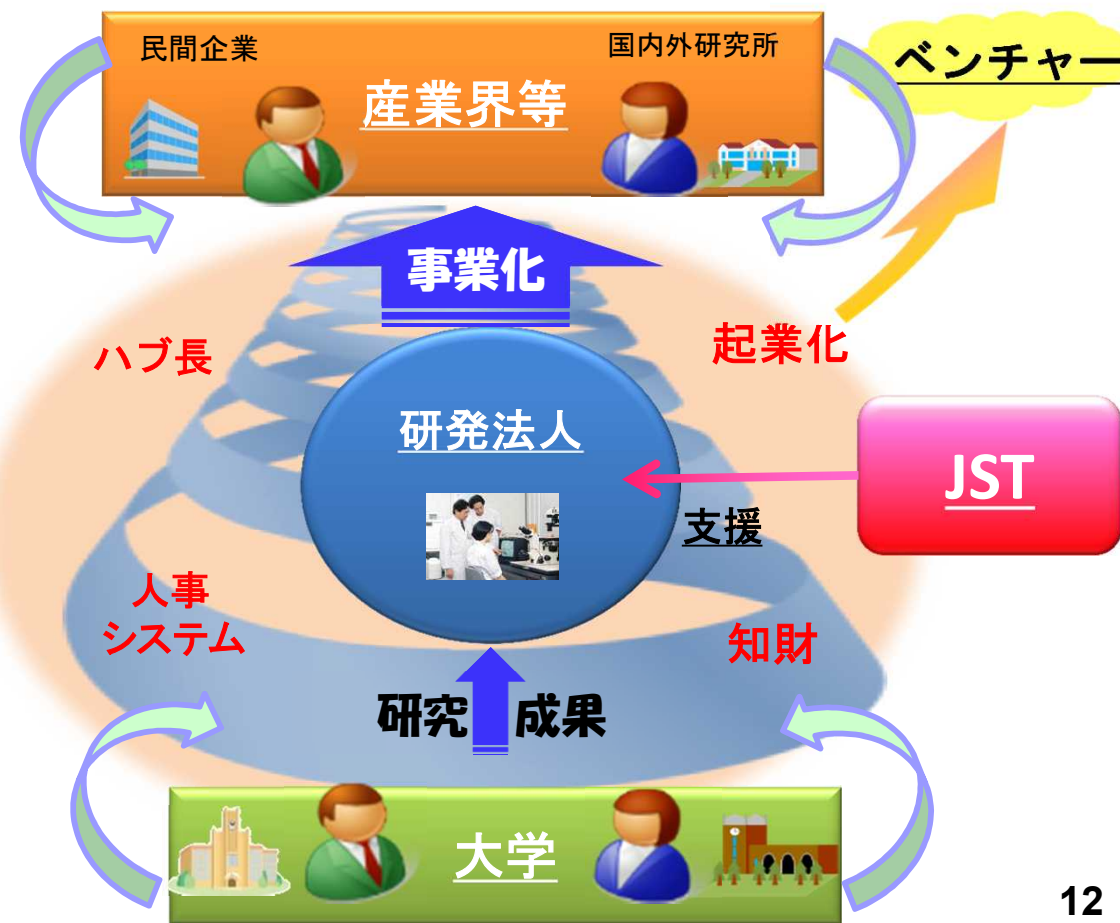 民間企業
国内外研究所
ベンチャー
産業界等
事業化
ハブ長
起業化
研発法人
JST
支援
人事
システム
知財
研究 成果
大学
12